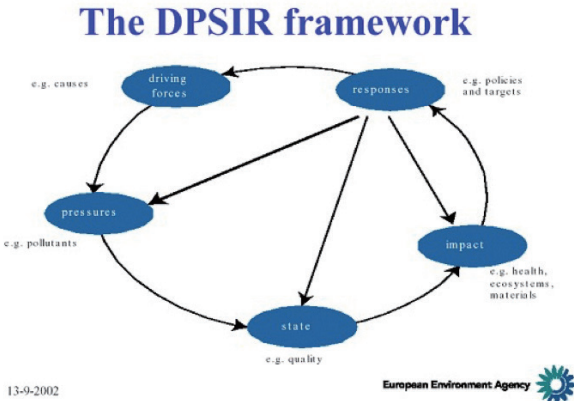 The DPSIR framework
e.g. causes
driving
forces
responses
e.g. policies
and targets
pressures
e.g. pollutants
impact
e.g. health,
ecosystems,
materials
state
e.g. quality
13-9-2002
European Environment Agency